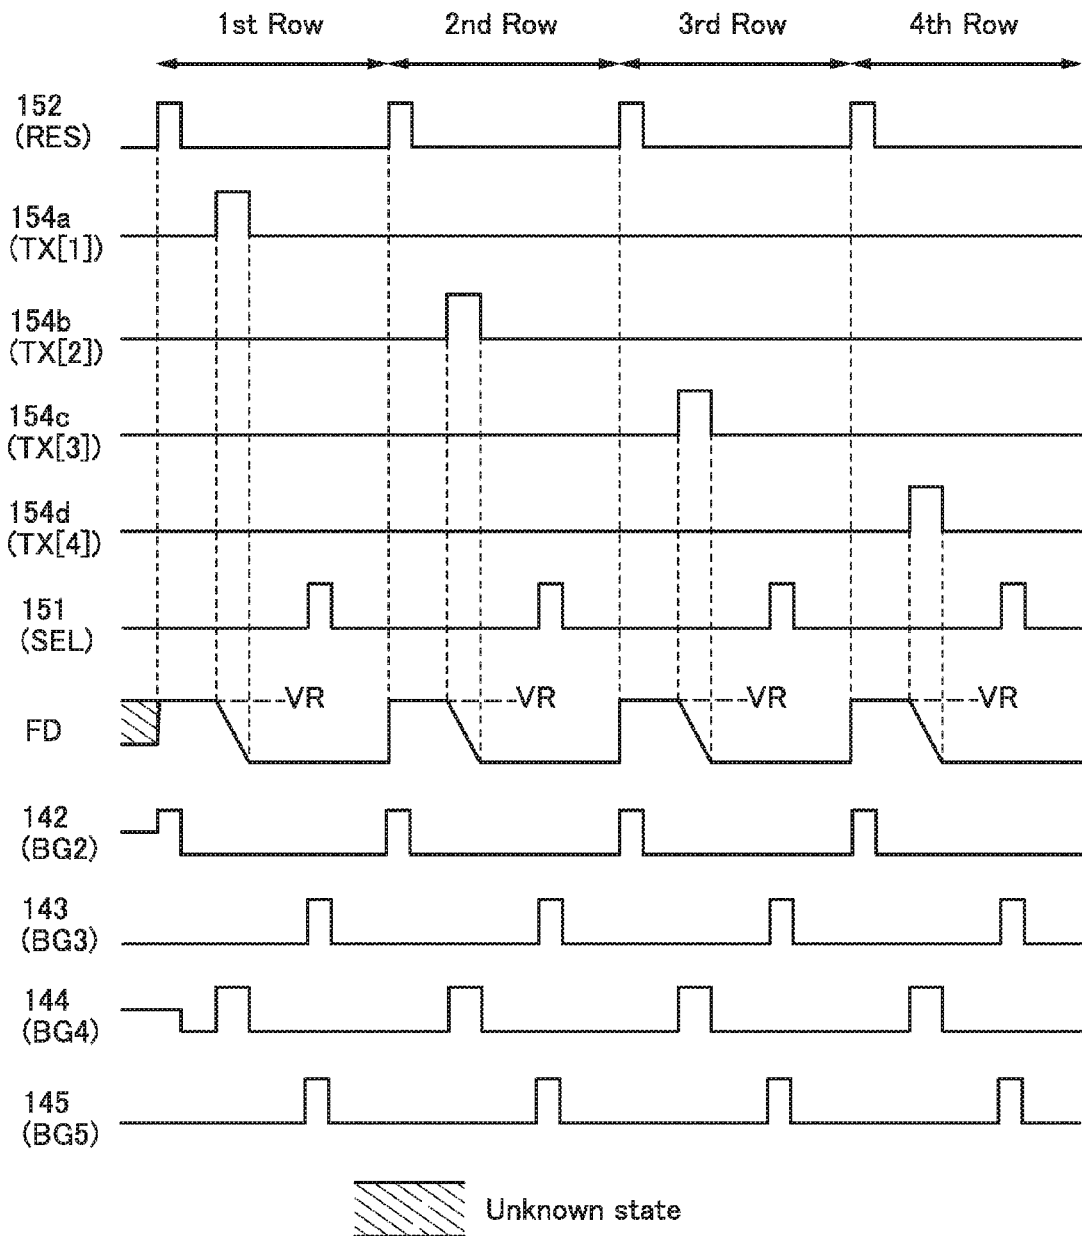 1st Row 2nd Row 3rd Row 4th Row
152
(RES)
154a
(TX[1])
154b
(TX[2])
154c
(TX[3])
154d
(TX[4])
151
(SEL)
VR VR VR VR
FD
142
(BG2)
143
(BG3)
144
(BG4)
145
(BG5)
Unknown state